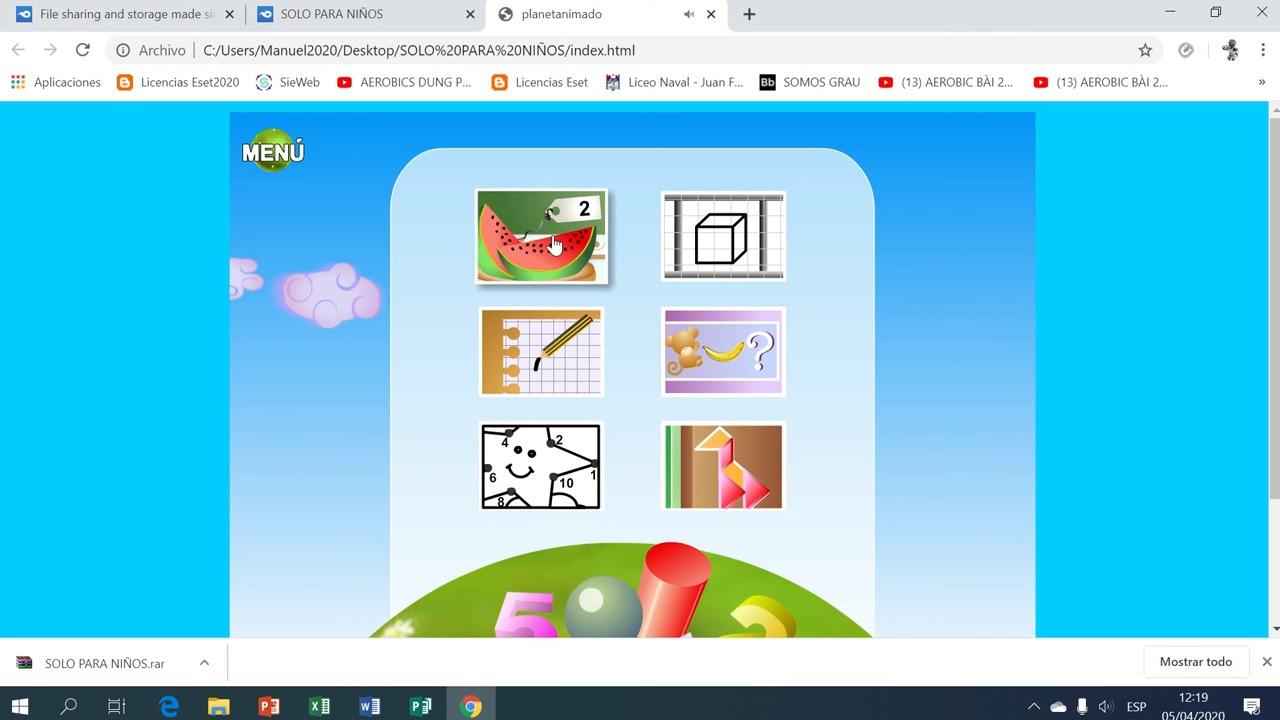 File sharing and storage made si
SOLO PARA NIÑOS
planetanimado
Archivo
C:/Users/Manuel2020/Desktop/SOLO%20PARA%20NIÑOS/index.html
Aplicaciones
Licencias Eset2020
SieWeb
AEROBICS DUNG P...
Licencias Eset
Liceo Naval - Juan F...
Bb SOMOS GRAU
(13) AEROBIC BÀI 2...
(13) AEROBIC BÀI 2...
»
MENÚ
2
?
4
2
6
1
10
8
5
2
SOLO PARA NIÑOS.rar
Mostrar todo
ESP
12:19
05/04/2020